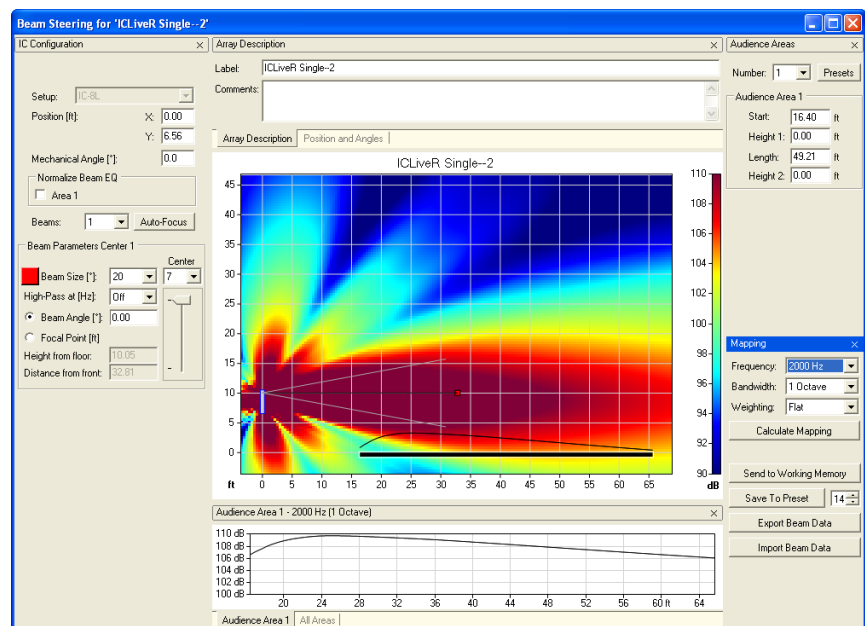 Beam Steering for 'ICLiveR Single--2'
IC Configuration
Setup: IC-8L
Position [ft]: X: 0.00
Y: 6.56
Mechanical Angle [°]: 0.0
Normalize Beam EQ
Area 1
Beams: 1 Auto-Focus
Beam Parameters Center 1
Center
Beam Size [°]: 20 7
High-Pass at [Hz]: Off
Beam Angle [°]: 0.00
Focal Point [ft]
Height from floor: 10.05
Distance from front: 32.81
Array Description
Label: ICLiveR Single--2
Comments:
Array Description Position and Angles
ICLiveR Single--2
45
40
35
30
25
20
15
10
5
0
ft 0 5 10 15 20 25 30 35 40 45 50 55 60 65
110
108
106
104
102
100
98
96
94
92
90
dB
Audience Area 1 - 2000 Hz (1 Octave)
110 dB
108 dB
106 dB
104 dB
102 dB
100 dB
20 24 28 32 36 40 44 48 52 56 60 ft 64
Audience Area 1 All Areas
Audience Areas
Number: 1 Presets
Audience Area 1
Start: 16.40 ft
Height 1: 0.00 ft
Length: 49.21 ft
Height 2: 0.00 ft
Mapping
Frequency: 2000 Hz
Bandwidth: 1 Octave
Weighting: Flat
Calculate Mapping
Send to Working Memory
Save To Preset 14
Export Beam Data
Import Beam Data